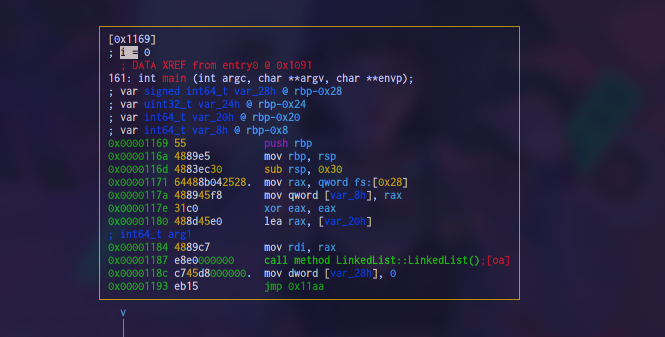 [0x1169]
; i = 0
; DATA XREF from entry0 @ 0x1091
161: int main (int argc, char **argv, char **envp);
; var signed int64_t var_28h @ rbp-0x28
; var uint32_t var_24h @ rbp-0x24
; var int64_t var_20h @ rbp-0x20
; var int64_t var_8h @ rbp-0x8
0x00001169 55 push rbp
0x0000116a 4889e5 mov rbp, rsp
0x0000116d 4883ec30 sub rsp, 0x30
0x00001171 64488b042528. mov rax, qword fs:[0x28]
0x0000117a 488945f8 mov qword [var_8h], rax
0x0000117e 31c0 xor eax, eax
0x00001180 488d45e0 lea rax, [var_20h]
; int64_t arg1
0x00001184 4889c7 mov rdi, rax
0x00001187 e8e0000000 call method LinkedList::LinkedList();[oa]
0x0000118c c745d8000000. mov dword [var_28h], 0
0x00001193 eb15 jmp 0x11aa
v